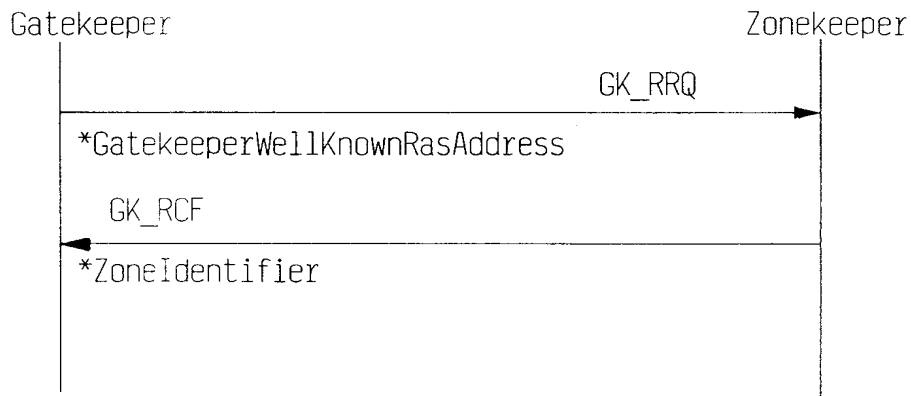 Gatekeeper
Zonekeeper
GK_RRQ
*GatekeeperWellKnownRasAddress
GK_RCF
*ZoneIdentifier